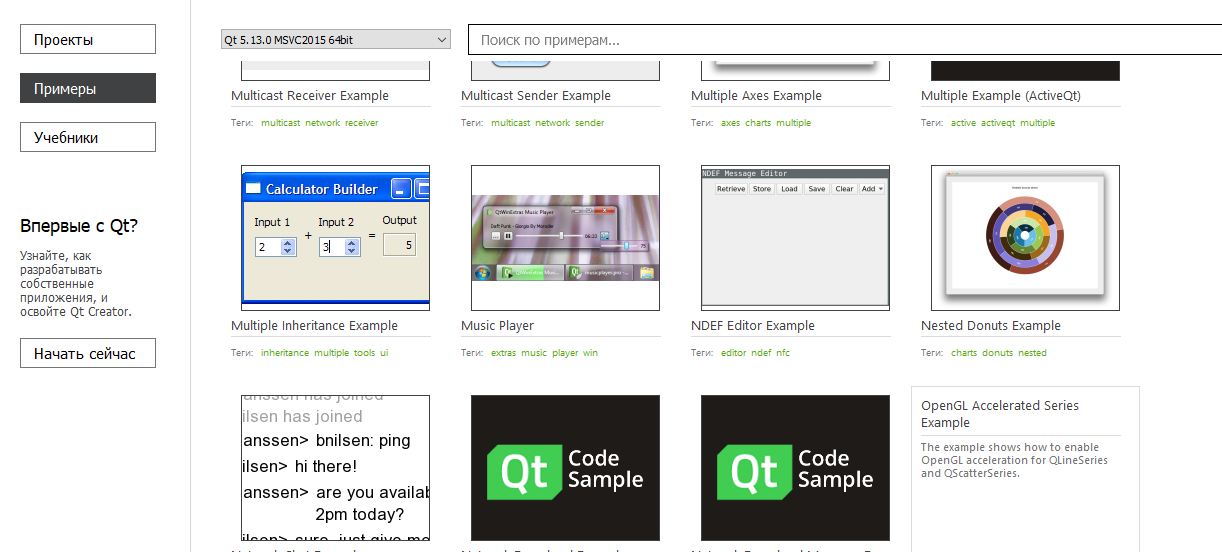 Проекты
Примеры
Учебники
Впервые с Qt?
Узнайте, как
разрабатывать
собственные
приложения, и
освойте Qt Creator.
Начать сейчас
Qt 5.13.0 MSVC2015 64bit
Поиск по примерам...
Multicast Receiver Example
Теги: multicast network receiver
Multicast Sender Example
Теги: multicast network sender
Multiple Axes Example
Теги: axes charts multiple
Multiple Example (ActiveQt)
Теги: active activeqt multiple
Calculator Builder
Input 1 Input 2 Output
2 + 3 = 5
Multiple Inheritance Example
Теги: inheritance multiple tools ui
QtWinExtras Music Player
Daft Punk - Giorgio By Moroder
06:23
75
QtWinExtras Mus...
musicplayer.pro - ...
Music Player
Теги: extras music player win
NDEF Message Editor
Retrieve Store Load Save Clear Add
NDEF Editor Example
Теги: editor ndef nfc
Nested Donuts Example
Теги: charts donuts nested
anssen has joined
ilsen has joined
anssen> bnilsen: ping
ilsen> hi there!
anssen> are you availab
2pm today?
ilsen> sure, just give me
Qt Code
Sample
Qt Code
Sample
OpenGL Accelerated Series
Example
The example shows how to enable
OpenGL acceleration for QLineSeries
and QScatterSeries.